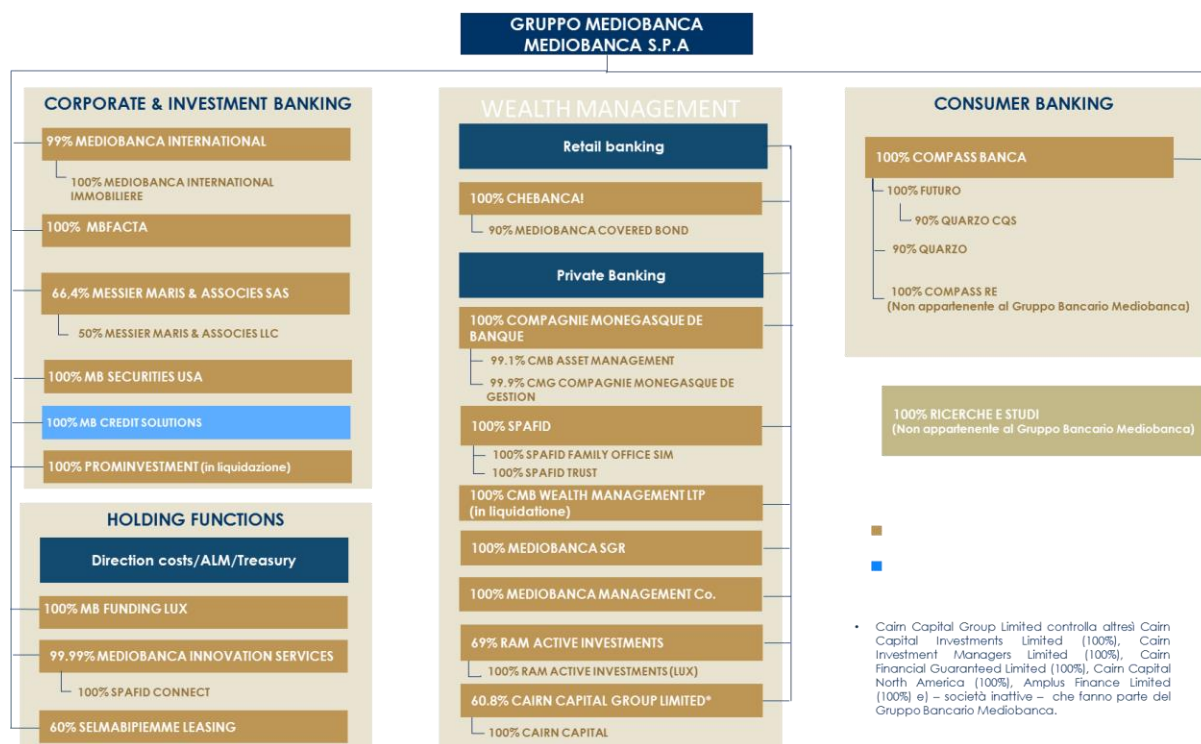 GRUPPO MEDIOBANCA
MEDIOBANCA S.P.A
CORPORATE & INVESTMENT BANKING
99% MEDIOBANCA INTERNATIONAL
100% MEDIOBANCA INTERNATIONAL
IMMOBILIERE
100% MBFACTA
66,4% MESSIER MARIS & ASSOCIES SAS
50% MESSIER MARIS & ASSOCIES LLC
100% MB SECURITIES USA
100% MB CREDIT SOLUTIONS
100% PROMINVESTMENT (in liquidazione)
HOLDING FUNCTIONS
Direction costs/ALM/Treasury
100% MB FUNDING LUX
99.99% MEDIOBANCA INNOVATION SERVICES
100% SPAFID CONNECT
60% SELMABIPIEMME LEASING
WEALTH MANAGEMENT
Retail banking
100% CHEBANCA!
90% MEDIOBANCA COVERED BOND
Private Banking
100% COMPAGNIE MONEGASQUE DE
BANQUE
99.1% CMB ASSET MANAGEMENT
99.9% CMG COMPAGNIE MONEGASQUE DE
GESTION
100% SPAFID
100% SPAFID FAMILY OFFICE SIM
100% SPAFID TRUST
100% CMB WEALTH MANAGEMENT LTP
(in liquidatione)
100% MEDIOBANCA SGR
100% MEDIOBANCA MANAGEMENT Co.
69% RAM ACTIVE INVESTMENTS
100% RAM ACTIVE INVESTMENTS (LUX)
60.8% CAIRN CAPITAL GROUP LIMITED*
100% CAIRN CAPITAL
CONSUMER BANKING
100% COMPASS BANCA
100% FUTURO
90% QUARZO CQS
90% QUARZO
100% COMPASS RE
(Non appartenente al Gruppo Bancario Mediobanca)
100% RICERCHE E STUDI
(Non appartenente al Gruppo Bancario Mediobanca)
• Cairn Capital Group Limited controlla altresì Cairn
Capital Investments Limited (100%), Cairn
Investment Managers Limited (100%), Cairn
Financial Guaranteed Limited (100%), Cairn Capital
North America (100%), Amplus Finance Limited
(100%) e) – società inattive – che fanno parte del
Gruppo Bancario Mediobanca.